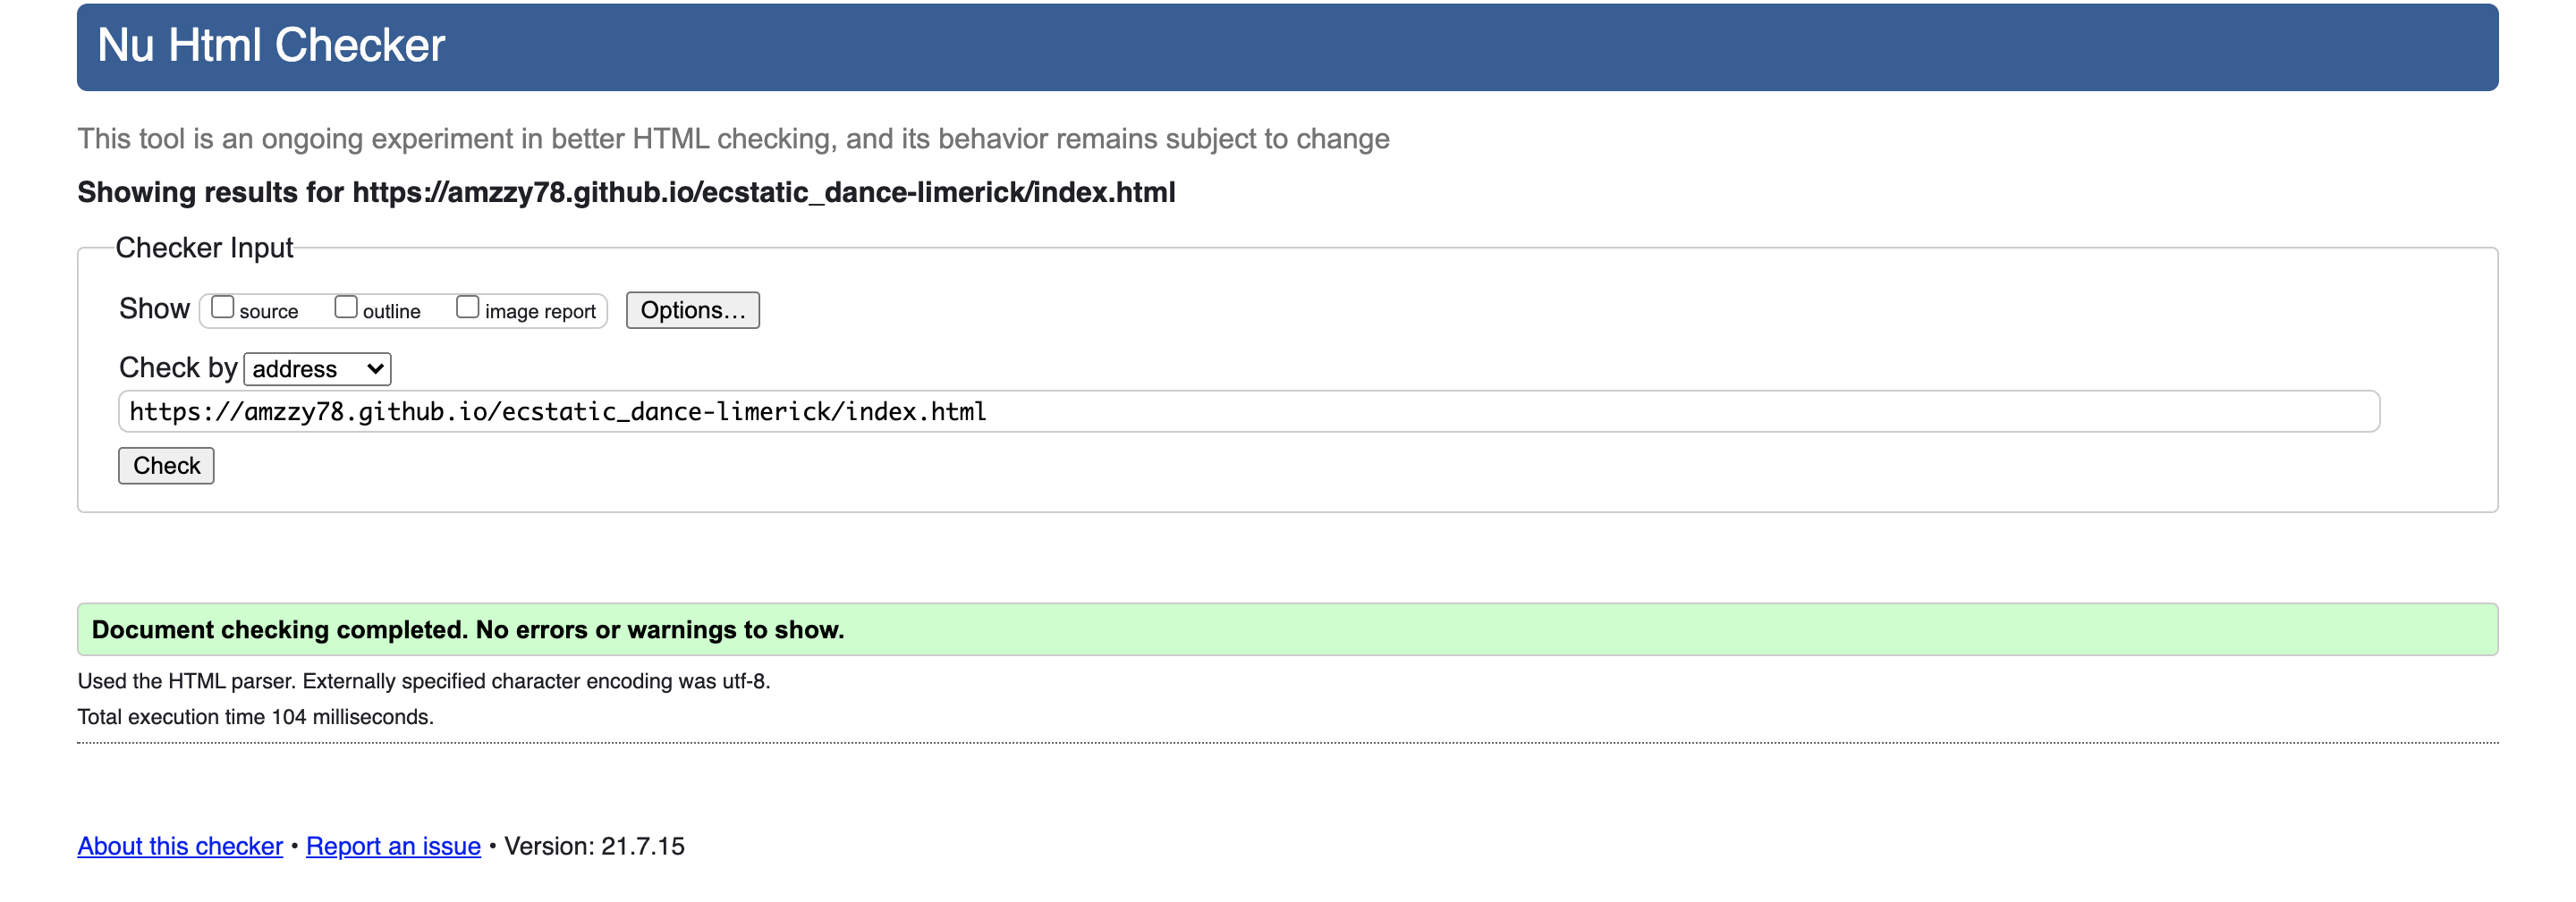 Nu Html Checker
This tool is an ongoing experiment in better HTML checking, and its behavior remains subject to change
Showing results for https://amzzy78.github.io/ecstatic_dance-limerick/index.html
Checker Input
Show source outline image report Options...
Check by address
https://amzzy78.github.io/ecstatic_dance-limerick/index.html
Check
Document checking completed. No errors or warnings to show.
Used the HTML parser. Externally specified character encoding was utf-8.
Total execution time 104 milliseconds.
About this checker • Report an issue • Version: 21.7.15